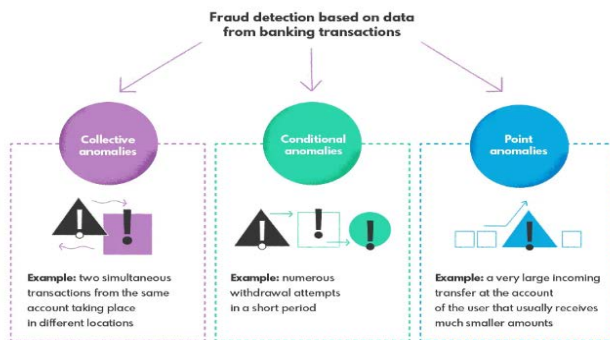 Fraud detection based on data
from banking transactions
Collective
anomalies
Example: two simultaneous
transactions from the same
account taking place
in different locations
Conditional
anomalies
Example: numerous
withdrawal attempts
in a short period
Point
anomalies
Example: a very large incoming
transfer at the account
of the user that usually receives
much smaller amounts